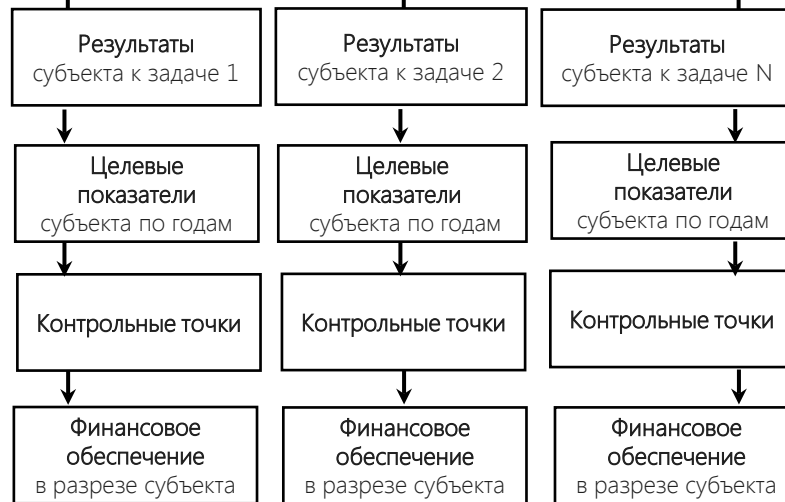 Результаты
субъекта к задаче 1
Результаты
субъекта к задаче 2
Результаты
субъекта к задаче N
Целевые
показатели
субъекта по годам
Целевые
показатели
субъекта по годам
Целевые
показатели
субъекта по годам
Контрольные точки
Контрольные точки
Контрольные точки
Финансовое
обеспечение
в разрезе субъекта
Финансовое
обеспечение
в разрезе субъекта
Финансовое
обеспечение
в разрезе субъекта